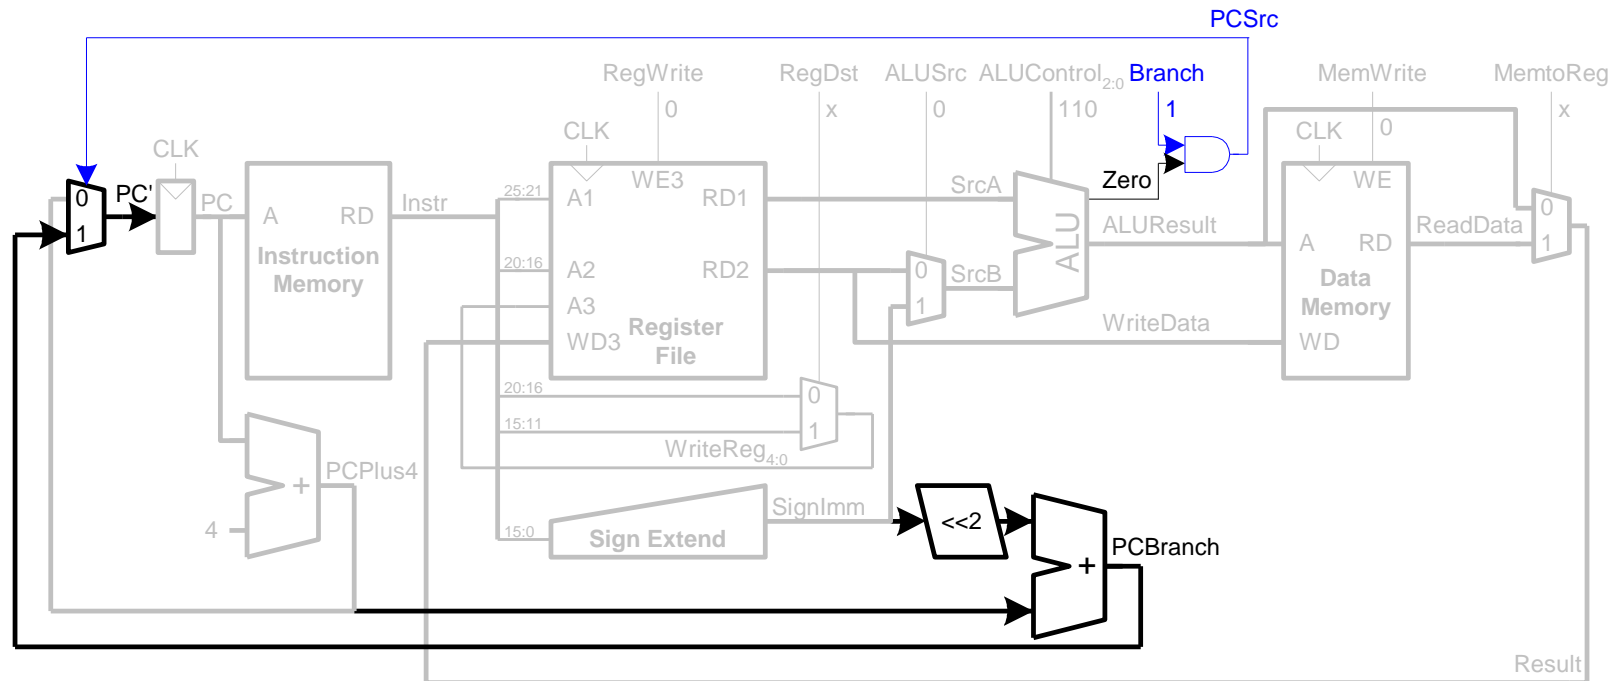 PCSrc
RegWrite RegDst ALUSrc ALUControl2:0 Branch MemWrite MemtoReg
0 x 0 110 1 0 x
CLK CLK CLK
0 PC' PC A RD Instr 25:21 A1 WE3 RD1 SrcA Zero WE 0
1 Instruction Memory 20:16 A2 RD2 0 SrcB ALU ALUResult A RD ReadData 1
A3 1 Data Memory
WD3 Register File WriteData WD
20:16 0
15:11 1
WriteReg4:0
PCPlus4
+
4
15:0 Sign Extend SignImm <<2
+ PCBranch
Result